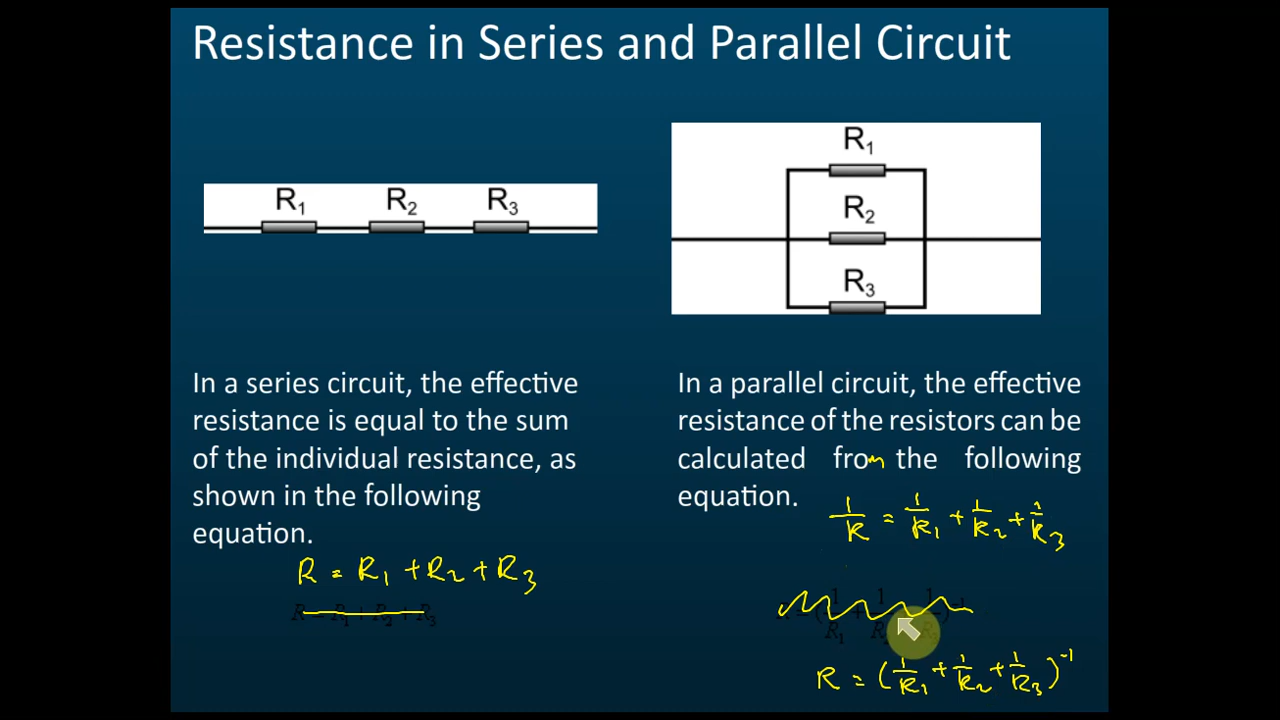 Resistance in Series and Parallel Circuit
R₁ R₂ R₃
R₁
R₂
R₃
In a series circuit, the effective
resistance is equal to the sum
of the individual resistance, as
shown in the following
equation.
R = R₁ + R₂ + R₃
R = R₁ + R₂ + R₃
In a parallel circuit, the effective
resistance of the resistors can be
calculated from the following
equation.
1/R = 1/R₁ + 1/R₂ + 1/R₃
R = (1/R₁ + 1/R₂ + 1/R₃)⁻¹